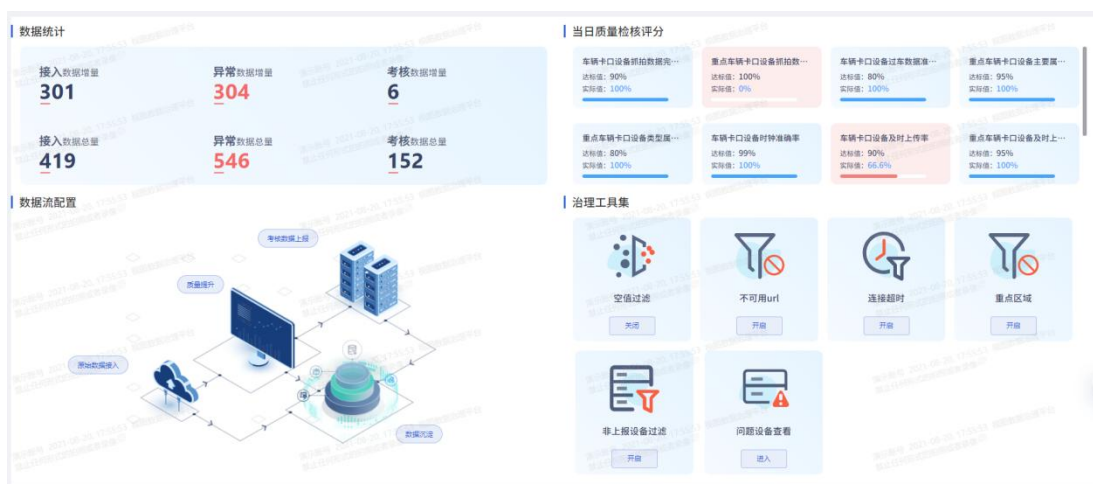 数据统计
接入数据增量
301
异常数据增量
304
考核数据增量
6
接入数据总量
419
异常数据总量
546
考核数据总量
152
当日质量检核评分
车辆卡口设备抓拍数据完…
达标值：90%
实际值：100%
重点车辆卡口设备抓拍数…
达标值：100%
实际值：0%
车辆卡口设备过车数据准…
达标值：80%
实际值：100%
重点车辆卡口设备主要属…
达标值：95%
实际值：100%
重点车辆卡口设备类型属…
达标值：80%
实际值：100%
车辆卡口设备时钟准确率
达标值：99%
实际值：100%
车辆卡口设备及时上传率
达标值：90%
实际值：66.6%
重点车辆卡口设备及时上…
达标值：95%
实际值：100%
数据流配置
考核数据上报
质量提升
原始数据接入
数据沉淀
治理工具集
空值过滤
关闭
不可用url
开启
连接超时
开启
重点区域
开启
非上报设备过滤
开启
问题设备查看
进入